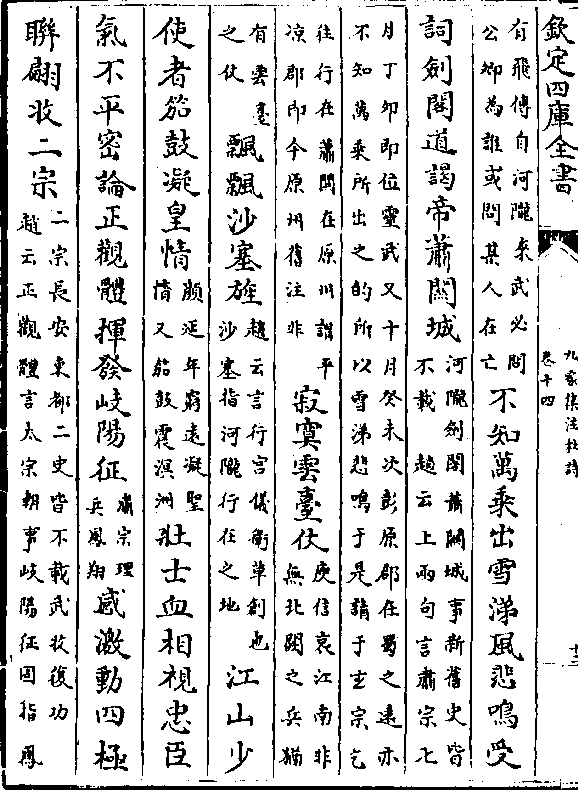 欽定四庫全書
九家集注杜詩
卷十四
十三
有飛傳自河隴來武必問
公卿為誰或問某人在亡
不知萬乘出雪涕風悲鳴受
詞劍閣道謁帝蕭關城
河隴劍閣蕭關城事新舊史皆
不載 趙云上兩句言肅宗七
月丁卯即位靈武又十月癸未次彭原郡在蜀之遠亦
不知萬乘所出之的所以雪涕悲鳴于是請于玄宗乞
往行在蕭關在原州謂平
凉郡即今原州舊注非
寂寞雲臺仗
庾信哀江南非
無北闕之兵猶
有雲臺
之仗
飄飄沙塞旌
趙云言行宮儀衛草創也
沙塞指河隴行在之地
江山少
使者笳鼓凝皇情
顏延年窮遠凝聖
情又笳鼓震溟洲
壯士血相視忠臣
氣不平密論正觀體揮發岐陽征
肅宗理
兵鳳翔
感激動四極
聯翩收二宗
二宗長安東都二史皆不載武收復功
趙云正觀體言太宗朝事岐陽征固指鳳